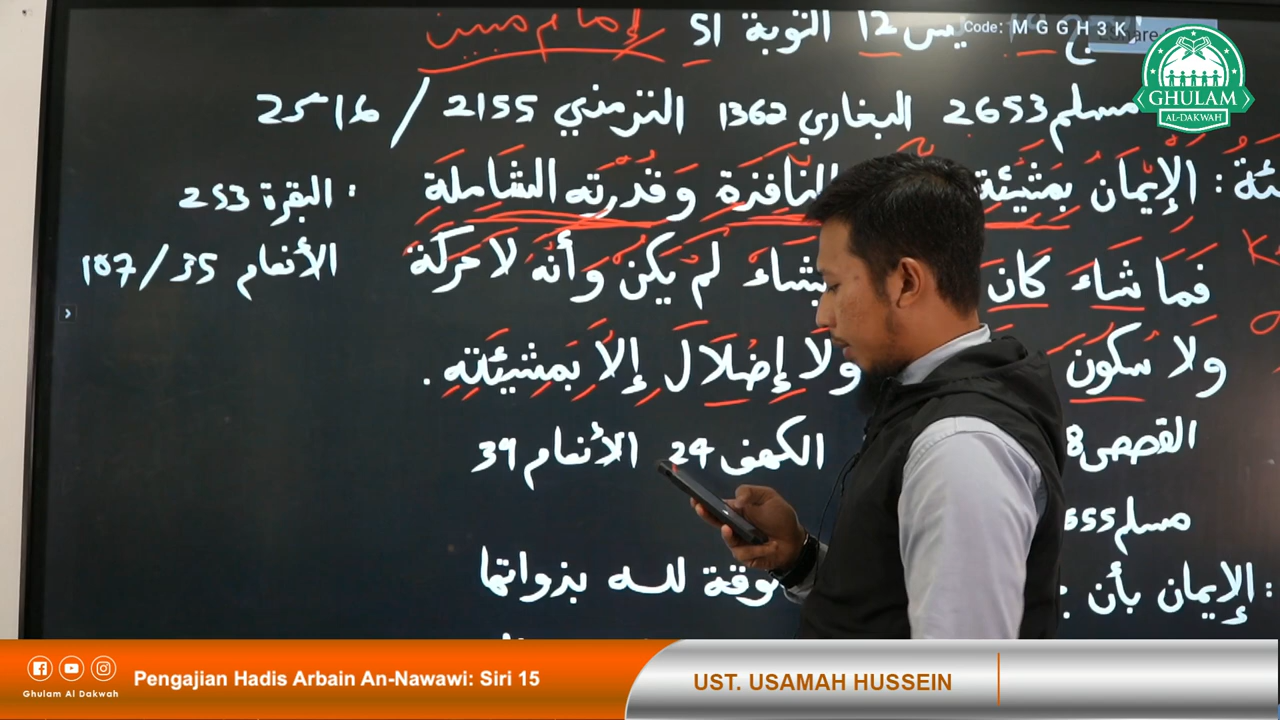 يس 12 التوبة 51 إمام مبين
Code: M G G H 3 K
GHULAM
AL-DAKWAH
مسلم 2653 البخاري 1362 الترمذي 2155 / 2516
: الإيمان بمشيئة النافذة وقدرته الشاملة : البقرة 253
فما شاء كان يشاء لم يكن وأنه لا حركة الأنعام 35 / 107
ولا سكون ولا إضلال إلا بمشيئته .
القصص الكهف 24 الأنعام 39
مسلم 655
: الإيمان بأن لله بذواتها
Ghulam Al Dakwah
Pengajian Hadis Arbain An-Nawawi: Siri 15
UST. USAMAH HUSSEIN